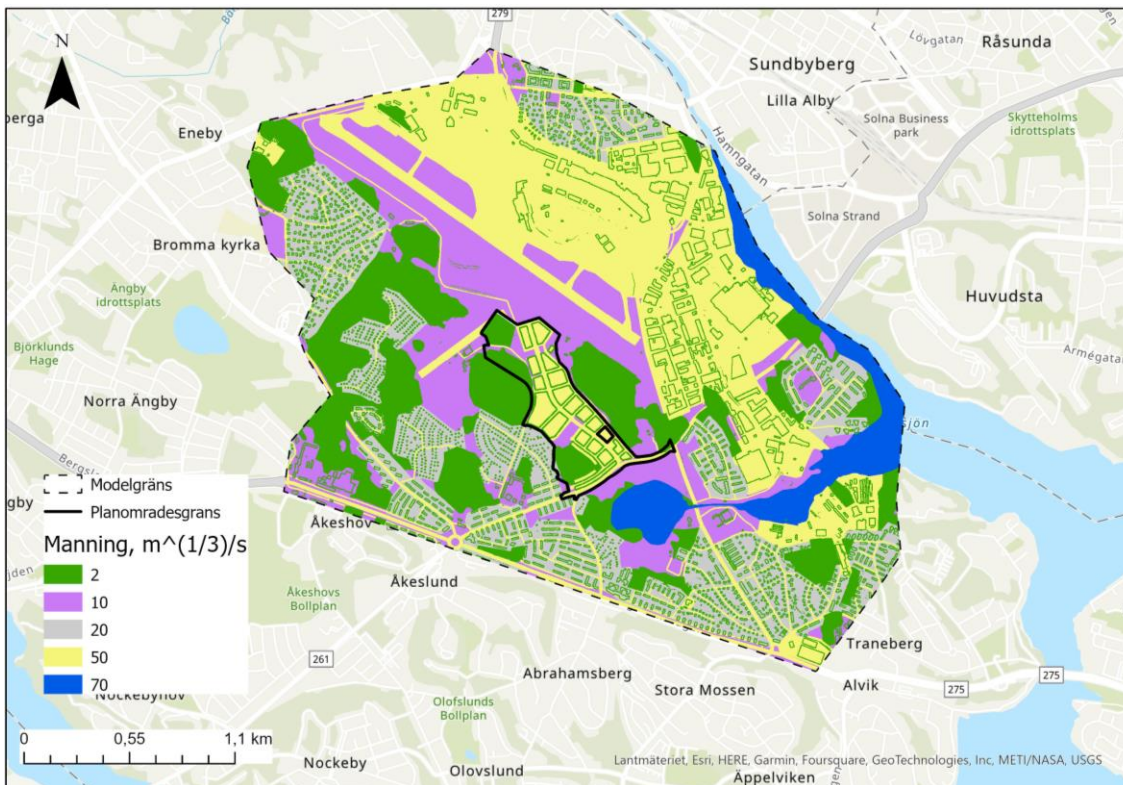 279
Råsunda
Lövgatan
Sundbyberg
N
Lilla Alby
Solna Business
park
Skytteholms
idrottsplats
Eneby
Hamngatan
Solna Strand
Bromma kyrka
Ängby
idrottsplats
Huvudsta
Björklunds
Hage
Armégatan
Norra Ängby
Modelgräns
Planomradesgrans
Manning, m^(1/3)/s
2
10
20
50
70
Åkeshov
Åkeslund
Åkeshovs
Bollplan
261
Traneberg
Abrahamsberg
Stora Mossen
Alvik
275
275
Olofslunds
Bollplan
0 0,55 1,1 km
Nockeby
Olovslund
Äppelviken
Lantmäteriet, Esri, HERE, Garmin, Foursquare, GeoTechnologies, Inc, METI/NASA, USGS